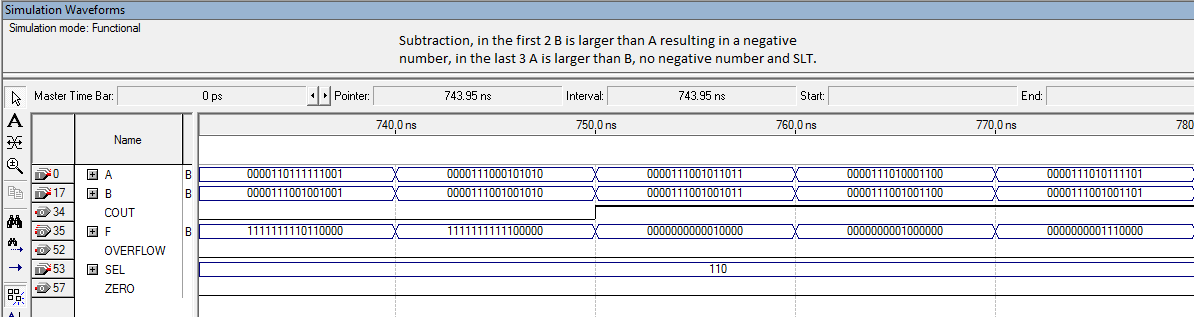 Simulation Waveforms
Simulation mode: Functional
Subtraction, in the first 2 B is larger than A resulting in a negative
number, in the last 3 A is larger than B, no negative number and SLT.
Master Time Bar: 0 ps Pointer: 743.95 ns Interval: 743.95 ns Start: End:
Name 740.0 ns 750.0 ns 760.0 ns 770.0 ns 780
0 A B 0000110111111001 0000111000101010 0000111001011011 0000111010001100 0000111010111101
17 B B 0000111001001001 0000111001001010 0000111001001011 0000111001001100 0000111001001101
34 COUT
35 F B 1111111110110000 1111111111100000 0000000000010000 0000000001000000 0000000001110000
52 OVERFLOW
53 SEL 110
57 ZERO